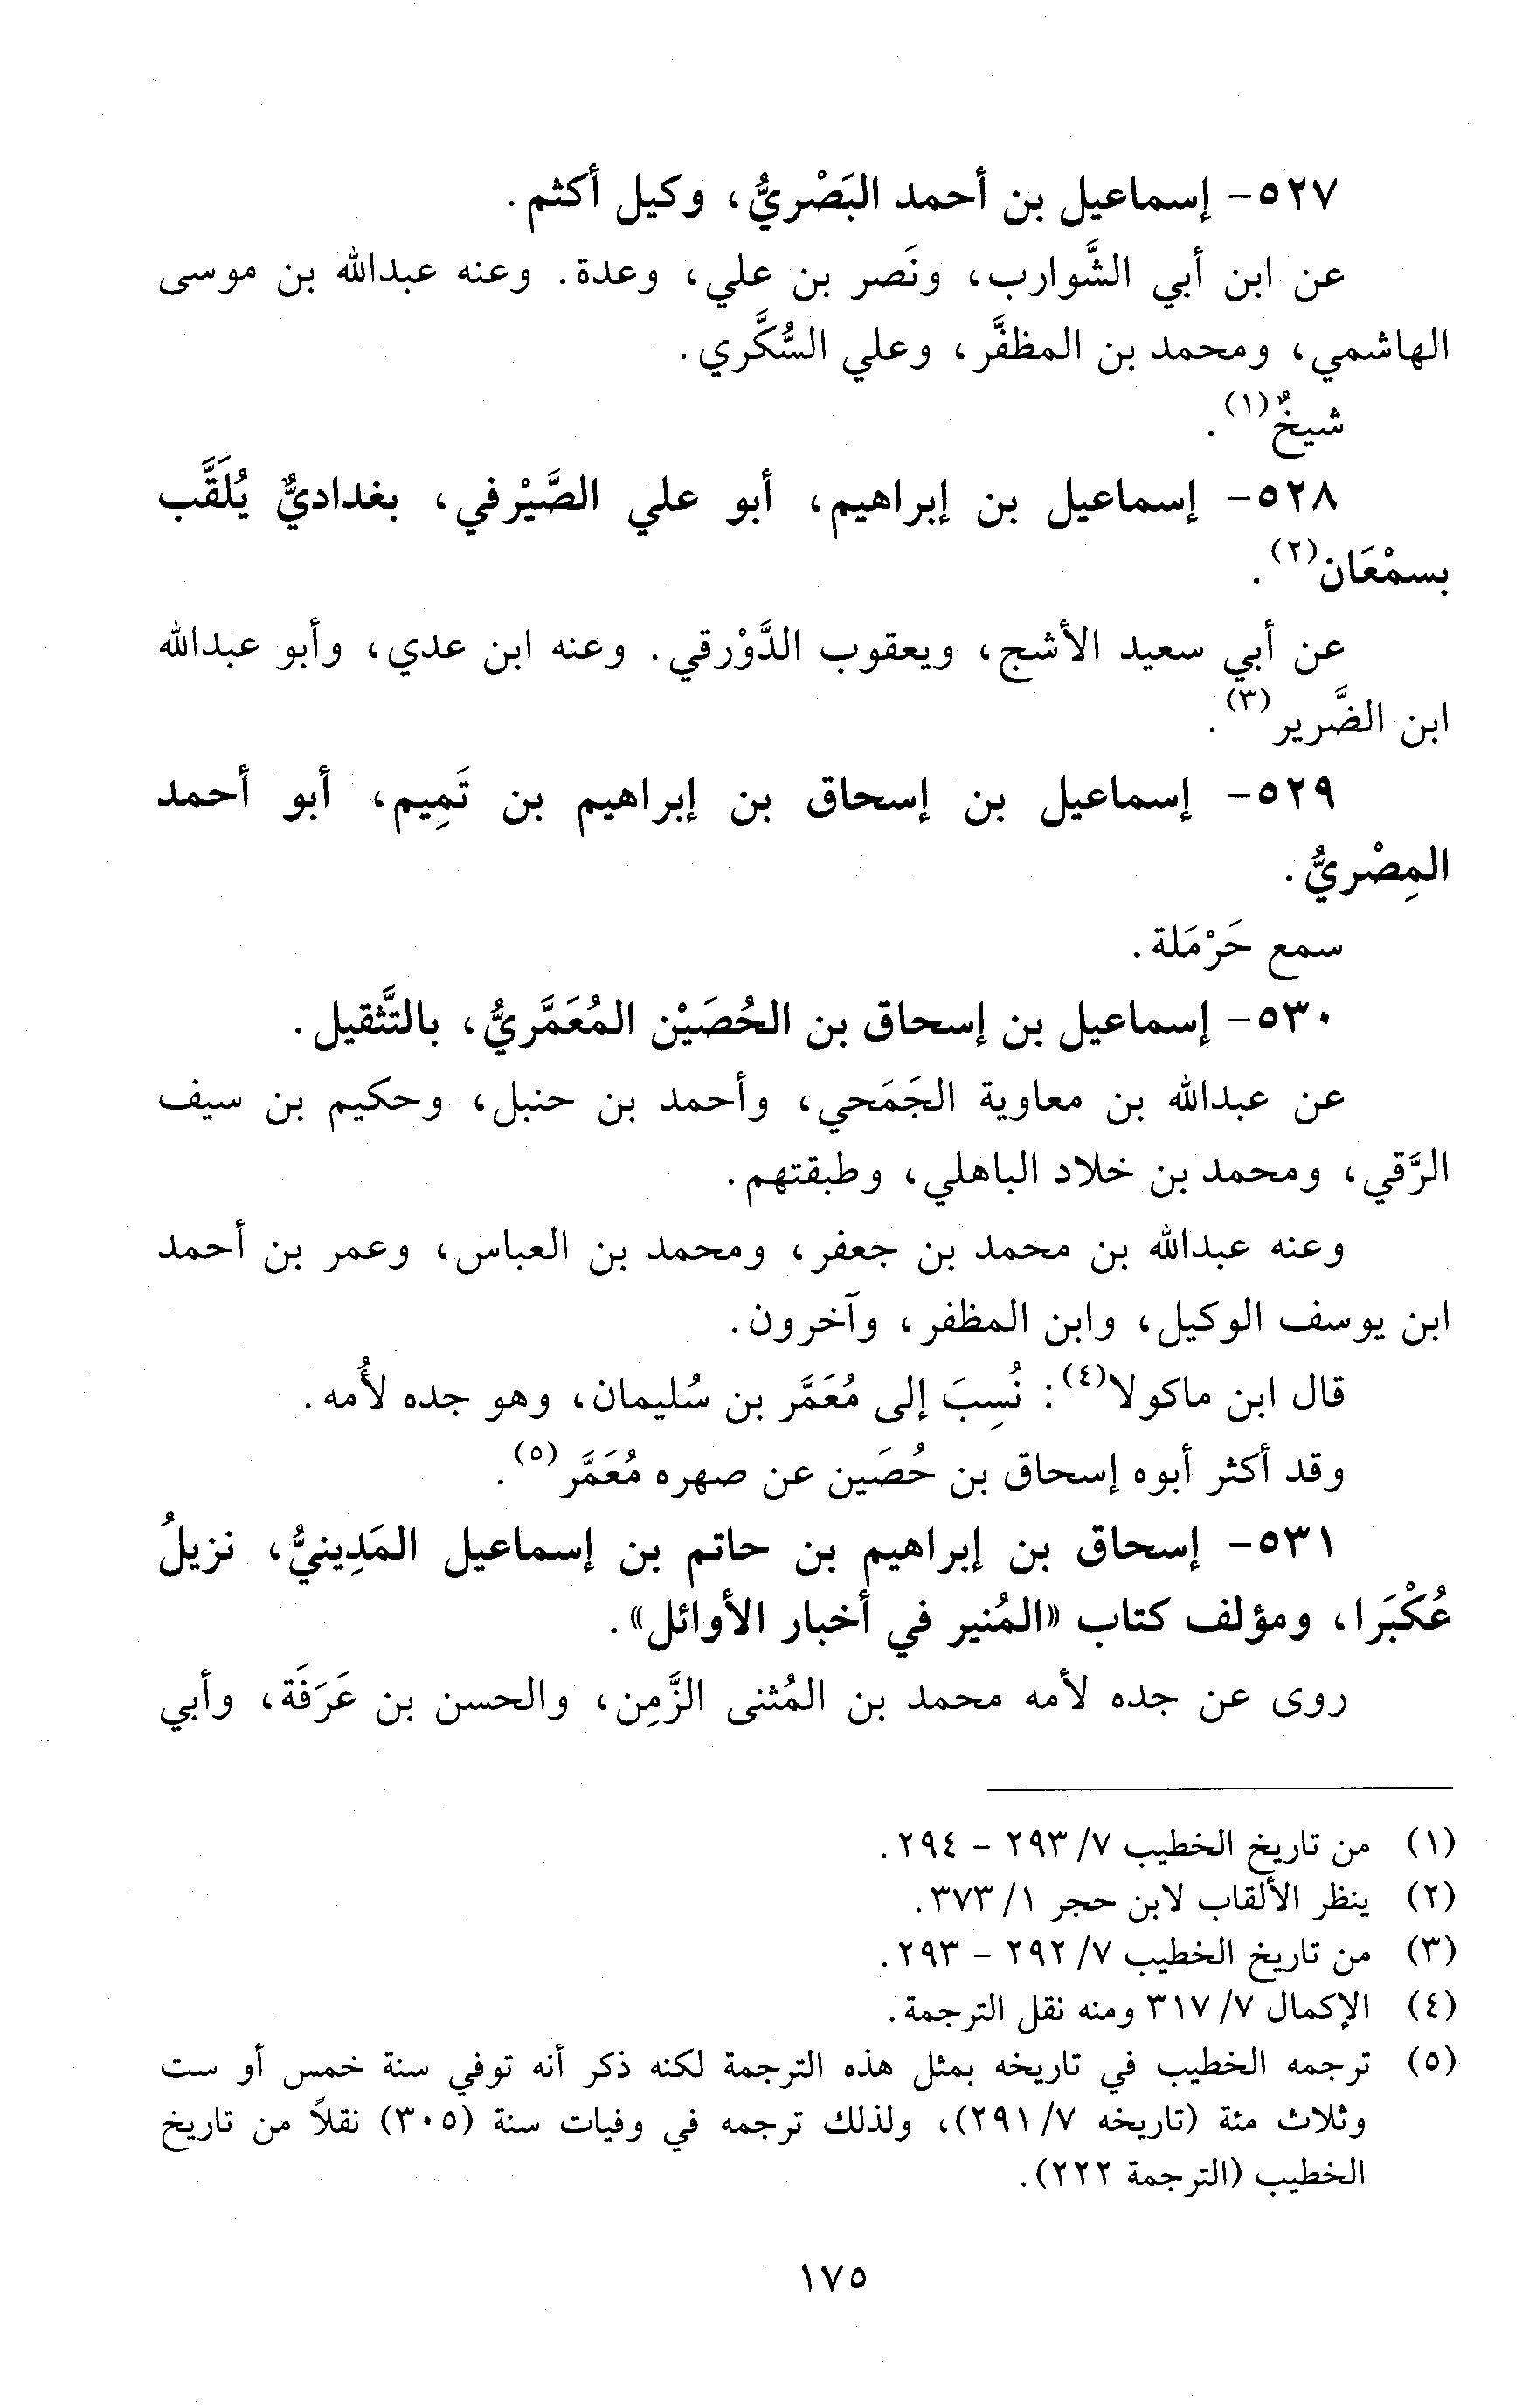 ٥٢٧- إسماعيل بن أحمد البَصْريُّ، وكيل أكثم.
عن ابن أبي الشَّوارب، ونَصر بن علي، وعدة. وعنه عبدالله بن موسى
الهاشمي، ومحمد بن المظفَّر، وعلي السُّكَّري.
شيخٌ(١).
٥٢٨- إسماعيل بن إبراهيم، أبو علي الصَّيْرفي، بغداديٌّ يُلَقَّب
بسمْعَان(٢).
عن أبي سعيد الأشج، ويعقوب الدَّوْرقي. وعنه ابن عدي، وأبو عبدالله
ابن الضَّرير(٣).
٥٢٩- إسماعيل بن إسحاق بن إبراهيم بن تَمِيم، أبو أحمد
المِصْريُّ.
سمع حَرْمَلة.
٥٣٠- إسماعيل بن إسحاق بن الحُصَيْن المُعَمَّريُّ، بالتَّثقيل.
عن عبدالله بن معاوية الجَمَحي، وأحمد بن حنبل، وحكيم بن سيف
الرَّقي، ومحمد بن خلاد الباهلي، وطبقتهم.
وعنه عبدالله بن محمد بن جعفر، ومحمد بن العباس، وعمر بن أحمد
ابن يوسف الوكيل، وابن المظفر، وآخرون.
قال ابن ماكولا(٤): نُسِبَ إلى مُعَمَّر بن سُليمان، وهو جده لأُمه.
وقد أكثر أبوه إسحاق بن حُصَين عن صهره مُعَمَّر(٥).
٥٣١- إسحاق بن إبراهيم بن حاتم بن إسماعيل المَدِينيُّ، نزيلُ
عُكْبَرا، ومؤلف كتاب «المُنير في أخبار الأوائل».
روى عن جده لأمه محمد بن المُثنى الزَّمِن، والحسن بن عَرَفَة، وأبي
(١) من تاريخ الخطيب ٧/ ٢٩٣ - ٢٩٤.
(٢) ينظر الألقاب لابن حجر ١/ ٣٧٣.
(٣) من تاريخ الخطيب ٧/ ٢٩٢ - ٢٩٣.
(٤) الإكمال ٧/ ٣١٧ ومنه نقل الترجمة.
(٥) ترجمه الخطيب في تاريخه بمثل هذه الترجمة لكنه ذكر أنه توفي سنة خمس أو ست
وثلاث مئة (تاريخه ٧/ ٢٩١)، ولذلك ترجمه في وفيات سنة (٣٠٥) نقلاً من تاريخ
الخطيب (الترجمة ٢٢٢).
١٧٥